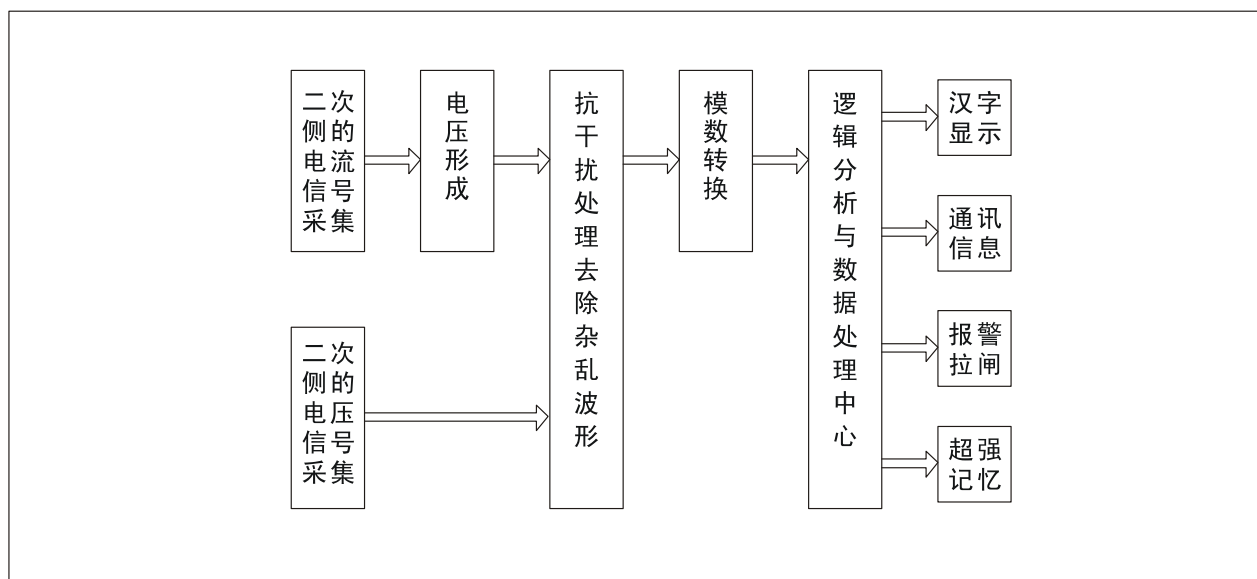 二次
侧的
电流
信号
采集
电
压
形
成
抗
干
扰
处
理
去
除
杂
乱
波
形
模
数
转
换
逻
辑
分
析
与
数
据
处
理
中
心
汉字
显示
通讯
信息
报警
拉闸
超强
记忆
二次
侧的
电压
信号
采集